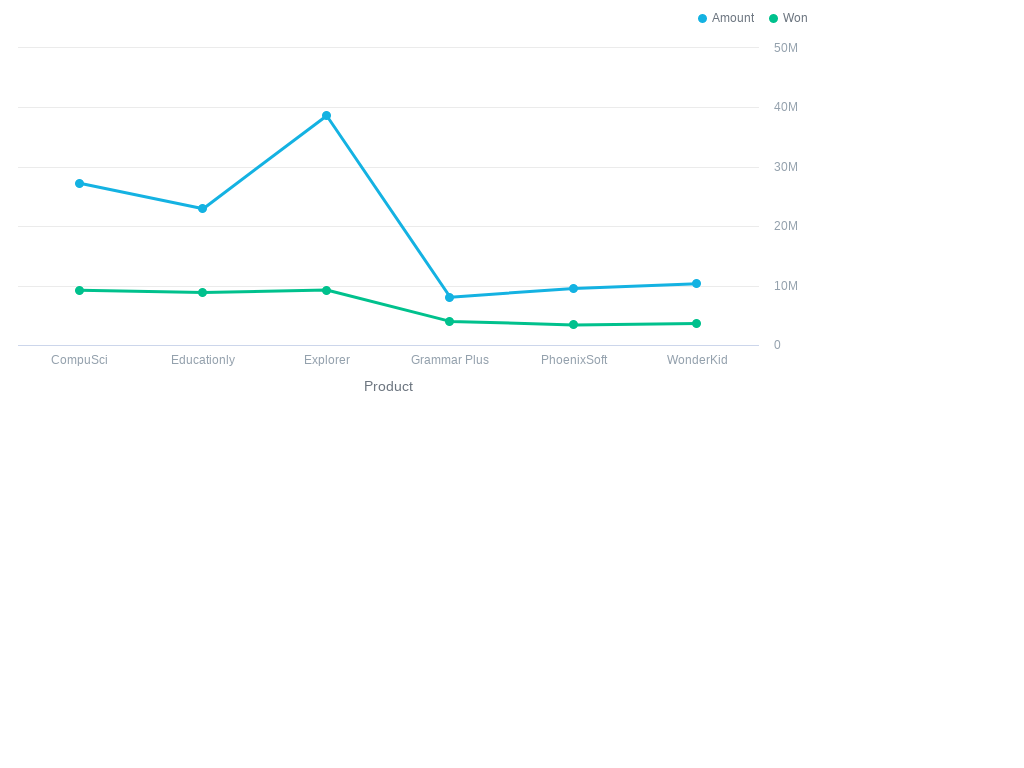 Amount Won
50M
40M
30M
20M
10M
0
CompuSci Educationly Explorer Grammar Plus PhoenixSoft WonderKid
Product